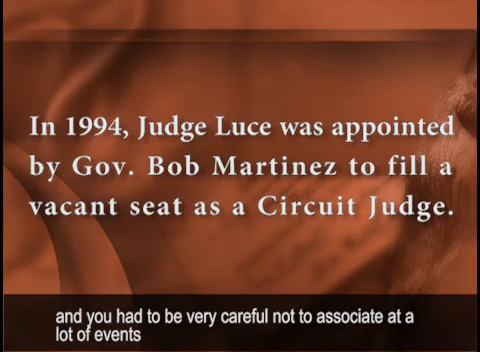 In 1994, Judge Luce was appointed
by Gov. Bob Martinez to fill a
vacant seat as a Circuit Judge.
and you had to be very careful not to associate at a
lot of events